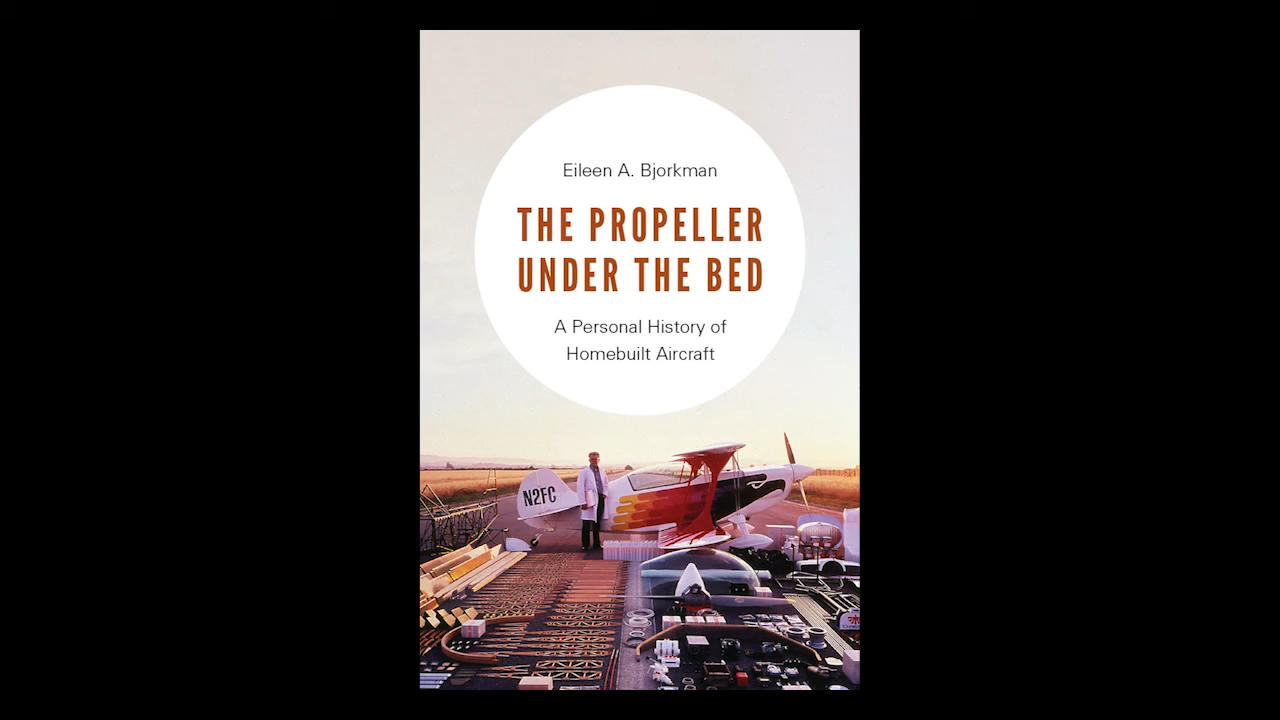 Eileen A. Bjorkman
THE PROPELLER
UNDER THE BED
A Personal History of
Homebuilt Aircraft
N2FC